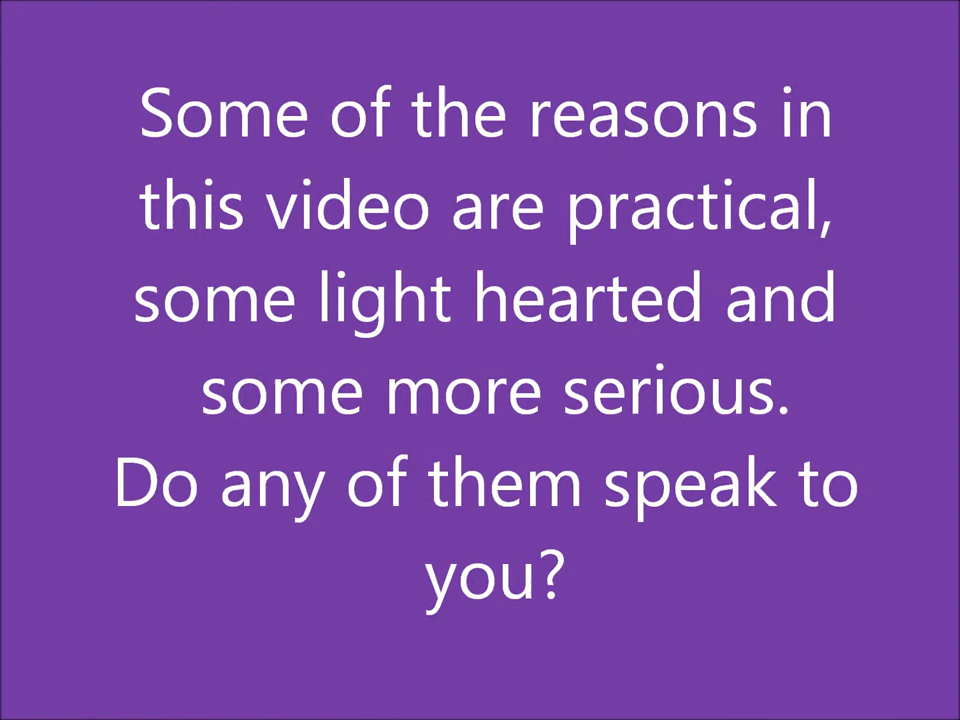 Some of the reasons in
this video are practical,
some light hearted and
some more serious.
Do any of them speak to
you?